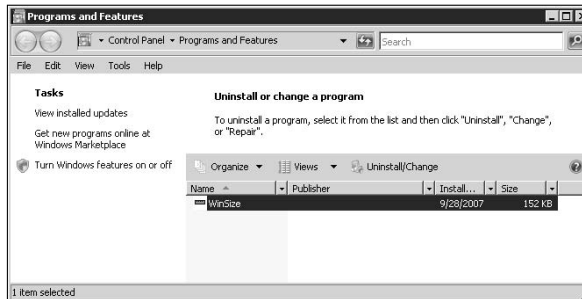 Programs and Features
Control Panel Programs and Features
Search
File Edit View Tools Help
Tasks
View installed updates
Get new programs online at
Windows Marketplace
Turn Windows features on or off
Uninstall or change a program
To uninstall a program, select it from the list and then click "Uninstall", "Change",
or "Repair".
Organize Views Uninstall/Change
Name Publisher Install... Size
WinSize 9/28/2007 152 KB
1 item selected